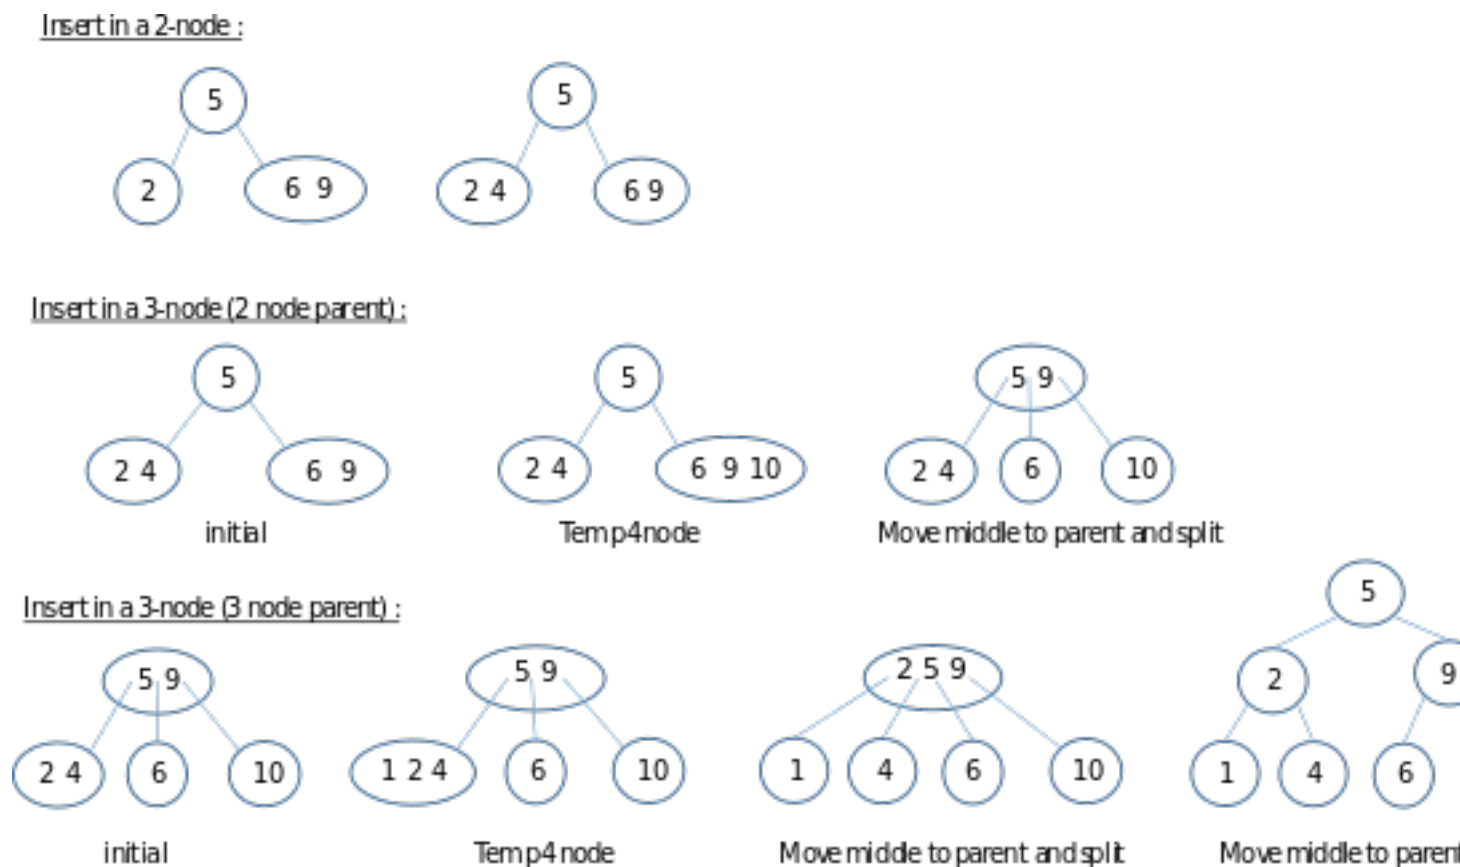 Insert in a 2-node :
5 5
2 6 9 2 4 6 9
Insert in a 3-node (2 node parent) :
5 5 5 9
2 4 6 9 2 4 6 9 10 2 4 6 10
initial Temp 4 node Move middle to parent and split
5
Insert in a 3-node (3 node parent) :
5 9 5 9 2 5 9 2 9
2 4 6 10 1 2 4 6 10 1 4 6 10 1 4 6
initial Temp 4 node Move middle to parent and split Move middle to parent